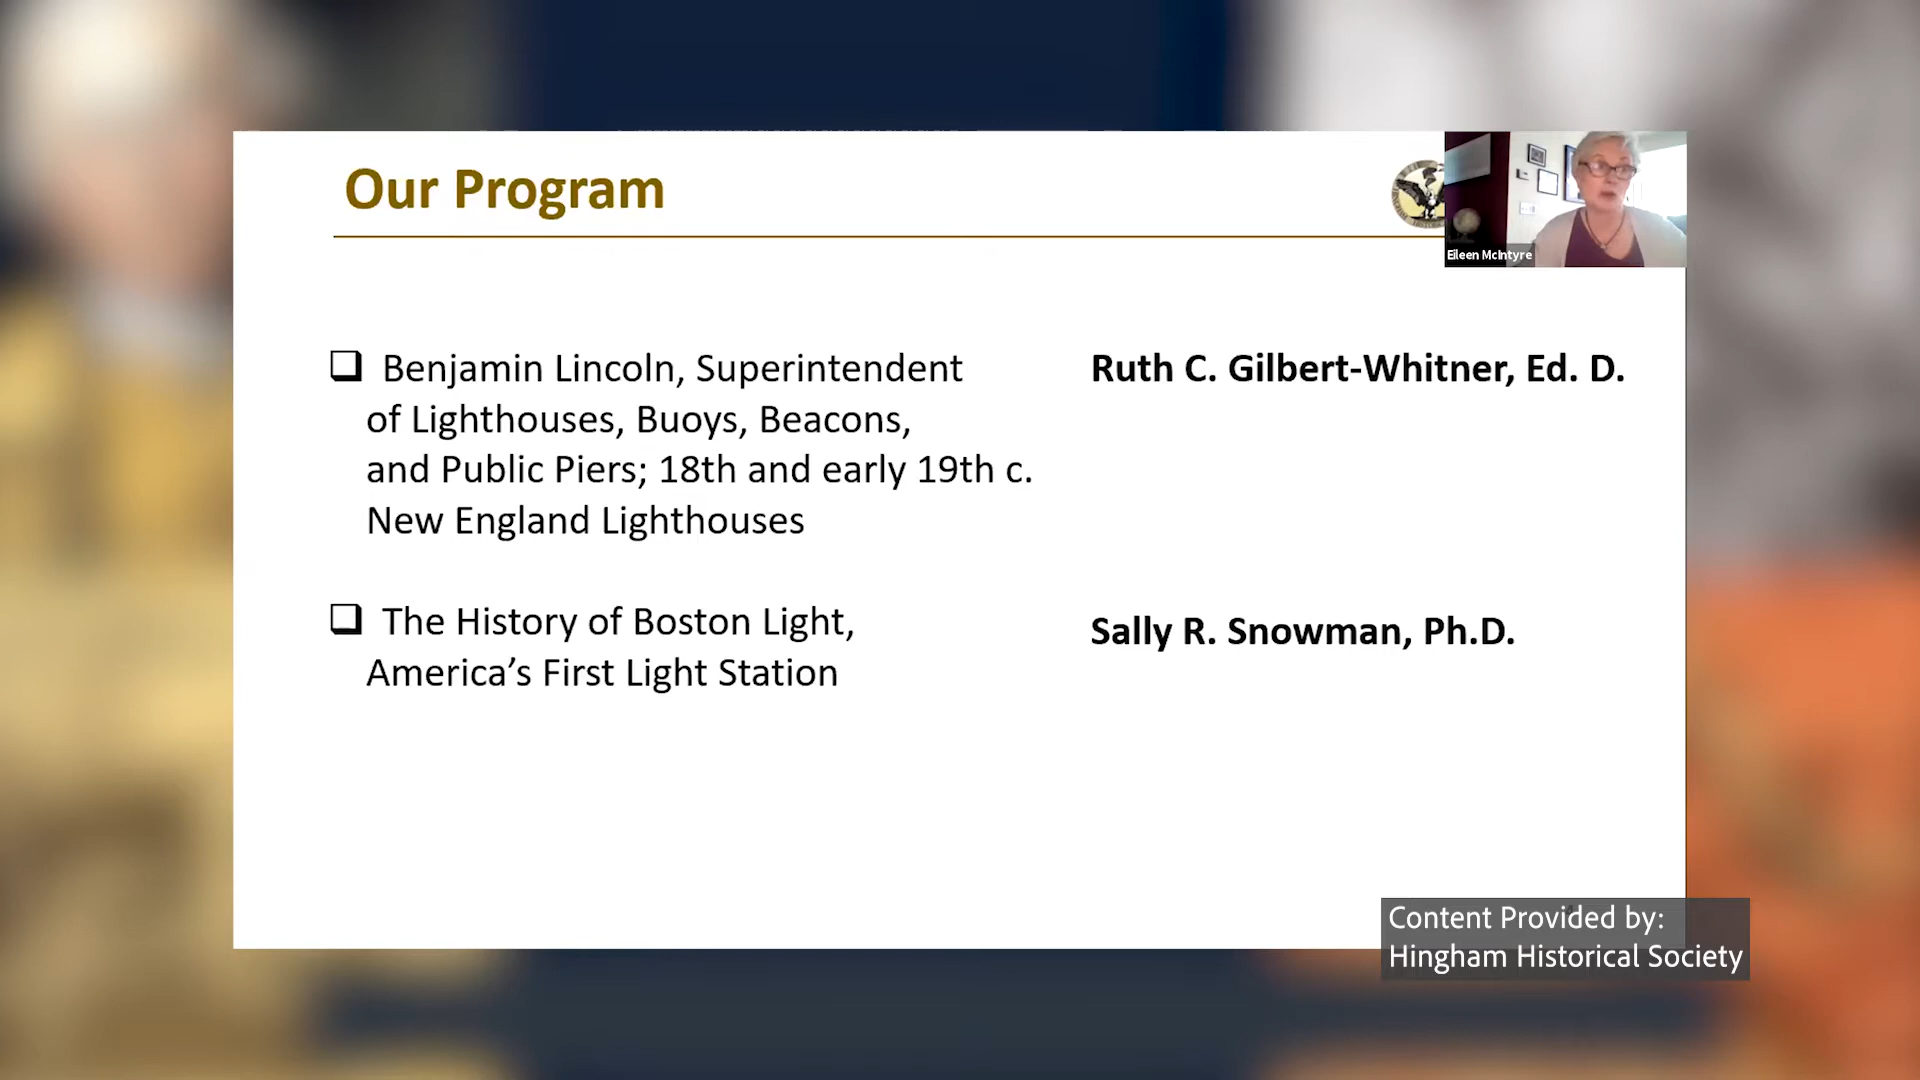 Our Program
Eileen McIntyre
❑ Benjamin Lincoln, Superintendent
of Lighthouses, Buoys, Beacons,
and Public Piers; 18th and early 19th c.
New England Lighthouses
Ruth C. Gilbert-Whitner, Ed. D.
❑ The History of Boston Light,
America’s First Light Station
Sally R. Snowman, Ph.D.
Content Provided by:
Hingham Historical Society